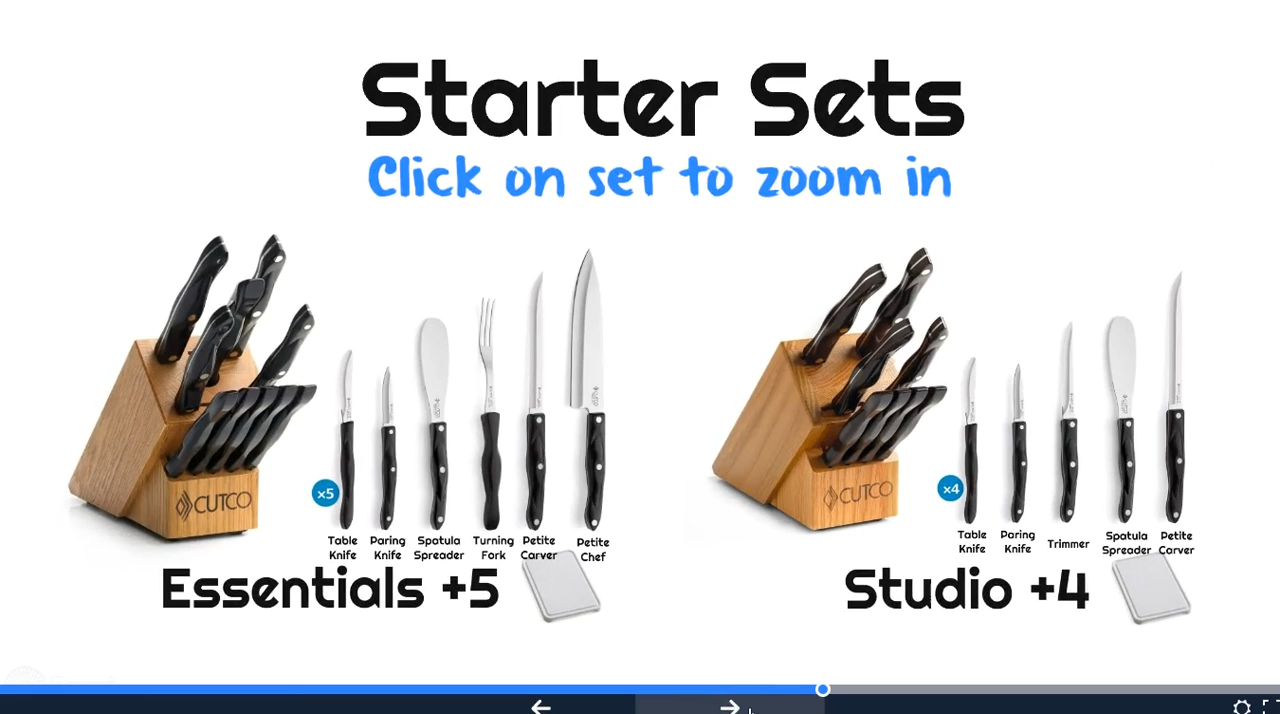 Starter Sets
Click on set to zoom in
CUTCO
x5
Table Knife
Paring Knife
Spatula Spreader
Turning Fork
Petite Carver
Petite Chef
Essentials +5
CUTCO
x4
Table Knife
Paring Knife
Trimmer
Spatula Spreader
Petite Carver
Studio +4